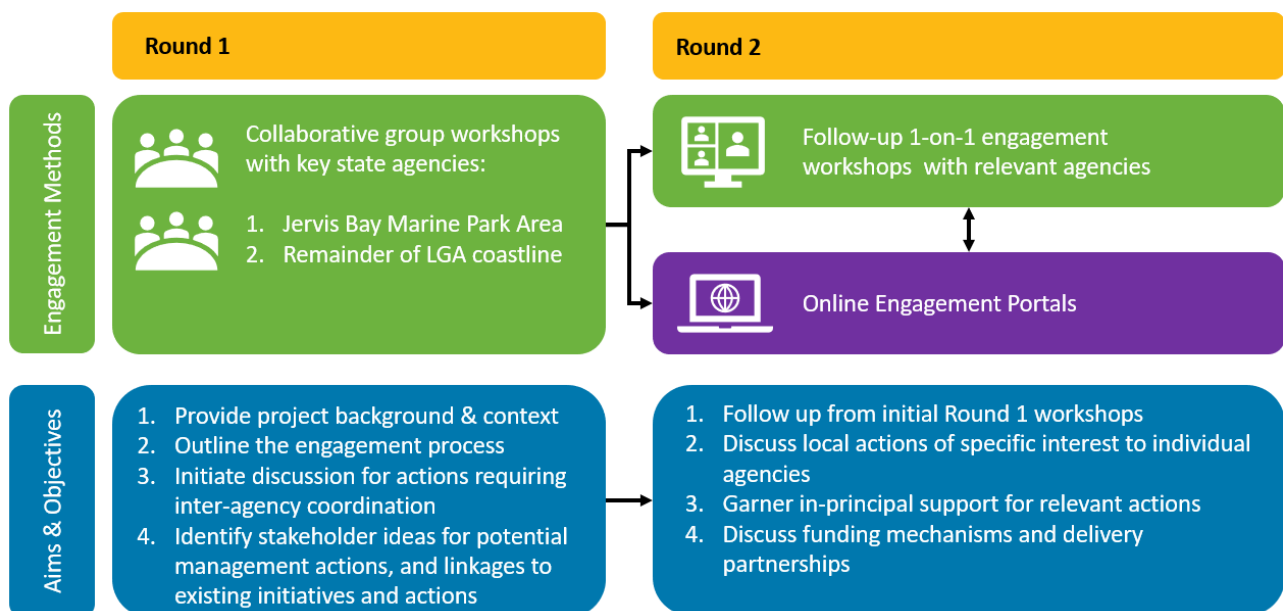 Round 1
Round 2
Engagement Methods
Collaborative group workshops
with key state agencies:
1. Jervis Bay Marine Park Area
2. Remainder of LGA coastline
Follow-up 1-on-1 engagement
workshops with relevant agencies
Online Engagement Portals
Aims & Objectives
1. Provide project background & context
2. Outline the engagement process
3. Initiate discussion for actions requiring
inter-agency coordination
4. Identify stakeholder ideas for potential
management actions, and linkages to
existing initiatives and actions
1. Follow up from initial Round 1 workshops
2. Discuss local actions of specific interest to individual
agencies
3. Garner in-principal support for relevant actions
4. Discuss funding mechanisms and delivery
partnerships